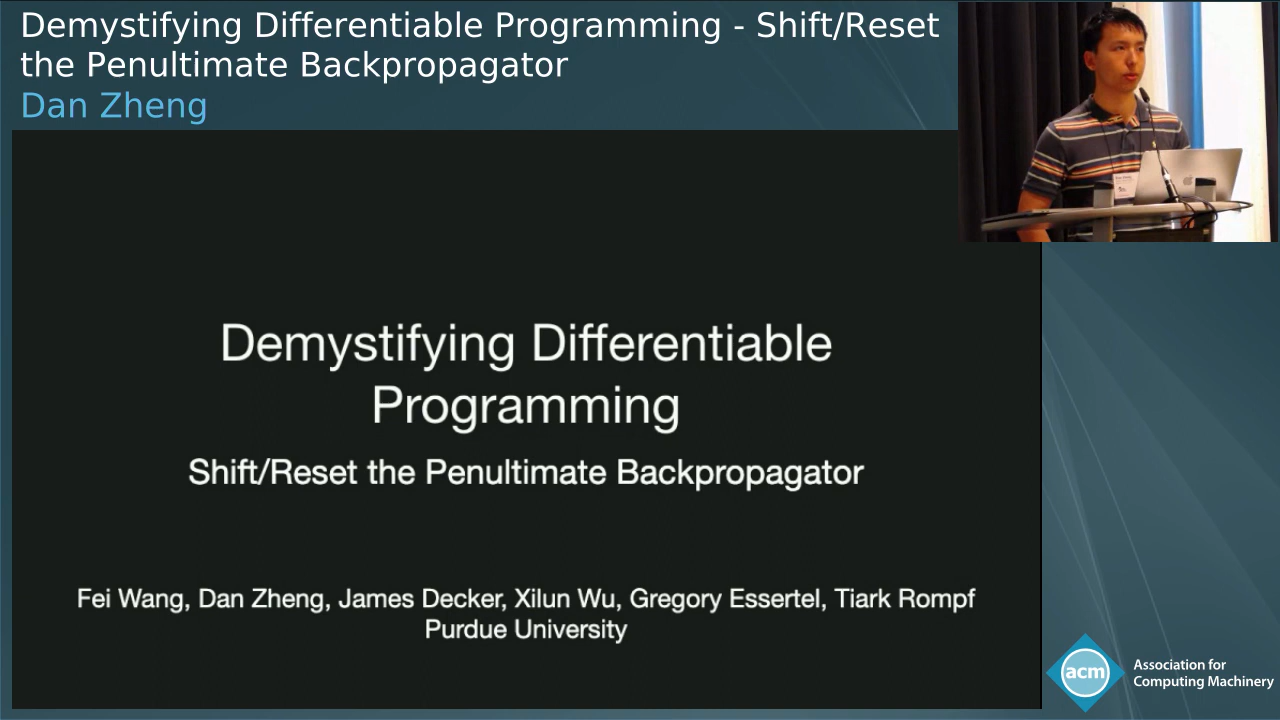 Demystifying Differentiable Programming - Shift/Reset
the Penultimate Backpropagator
Dan Zheng
Demystifying Differentiable
Programming
Shift/Reset the Penultimate Backpropagator
Fei Wang, Dan Zheng, James Decker, Xilun Wu, Gregory Essertel, Tiark Rompf
Purdue University
acm
Association for
Computing Machinery